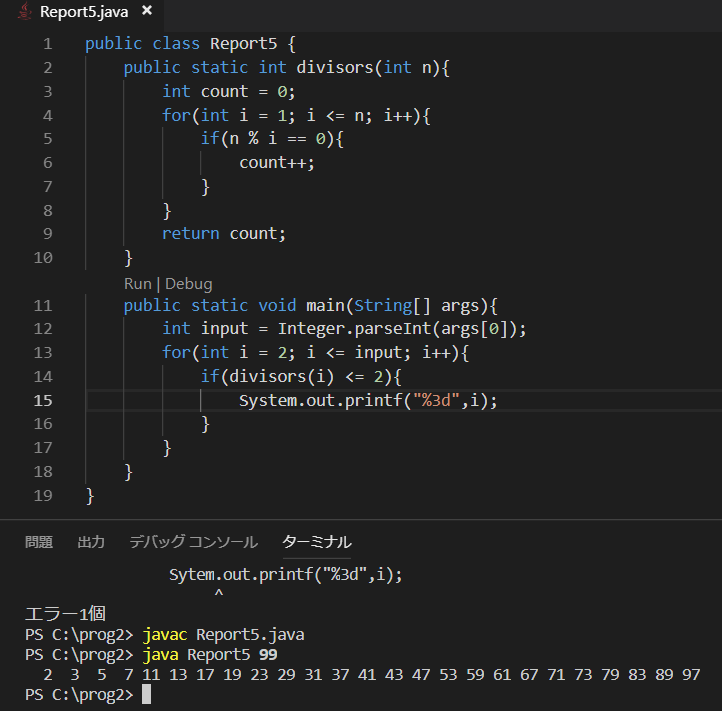 Report5.java ×
1 public class Report5 {
2 public static int divisors(int n){
3 int count = 0;
4 for(int i = 1; i <= n; i++){
5 if(n % i == 0){
6 count++;
7 }
8 }
9 return count;
10 }
Run | Debug
11 public static void main(String[] args){
12 int input = Integer.parseInt(args[0]);
13 for(int i = 2; i <= input; i++){
14 if(divisors(i) <= 2){
15 System.out.printf("%3d",i);
16 }
17 }
18 }
19 }
問題 出力 デバッグ コンソール ターミナル
Sytem.out.printf("%3d",i);
^
エラー1個
PS C:\prog2> javac Report5.java
PS C:\prog2> java Report5 99
2 3 5 7 11 13 17 19 23 29 31 37 41 43 47 53 59 61 67 71 73 79 83 89 97
PS C:\prog2>